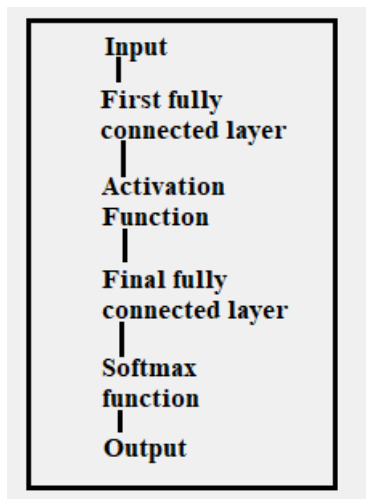 Input
First fully
connected layer
Activation
Function
Final fully
connected layer
Softmax
function
Output